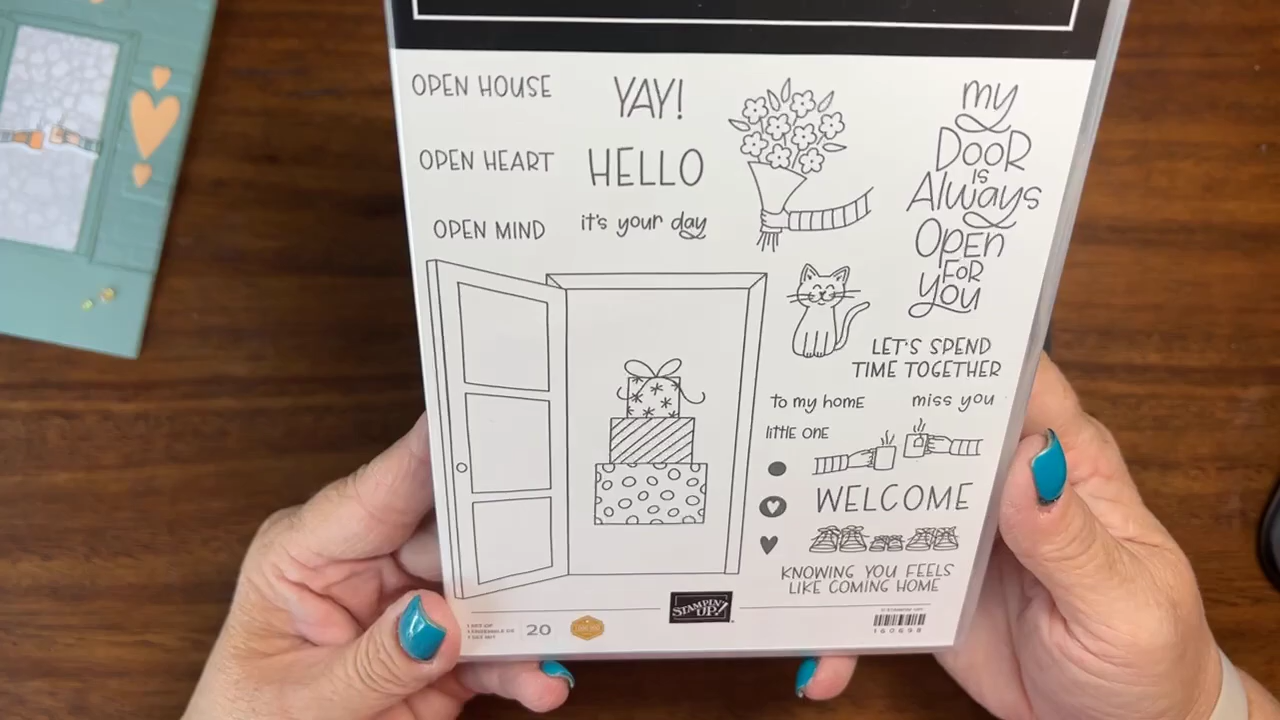 OPEN HOUSE
YAY!
OPEN HEART
HELLO
OPEN MIND
it's your day
my
DOOR
IS
Always
OPEN
FOR
you
LET'S SPEND
TIME TOGETHER
to my home
miss you
little one
WELCOME
KNOWING YOU FEELS
LIKE COMING HOME
20
STAMPIN' UP!
160698